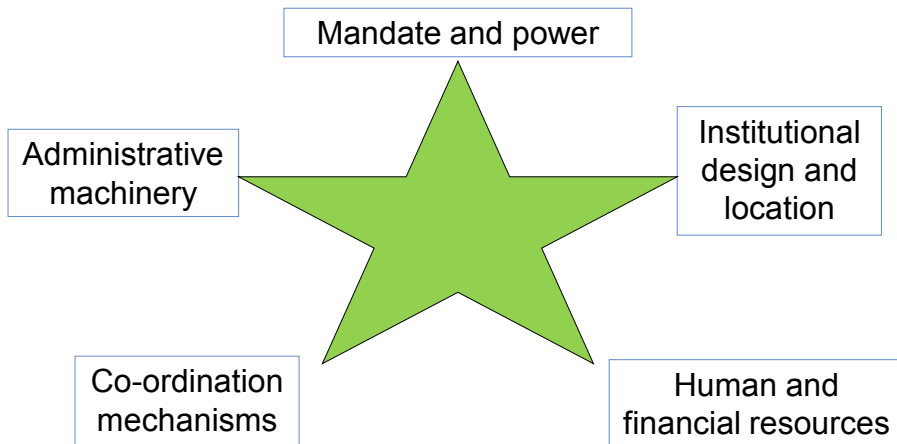 Mandate and power
Administrative
machinery
Institutional
design and
location
Co-ordination
mechanisms
Human and
financial resources